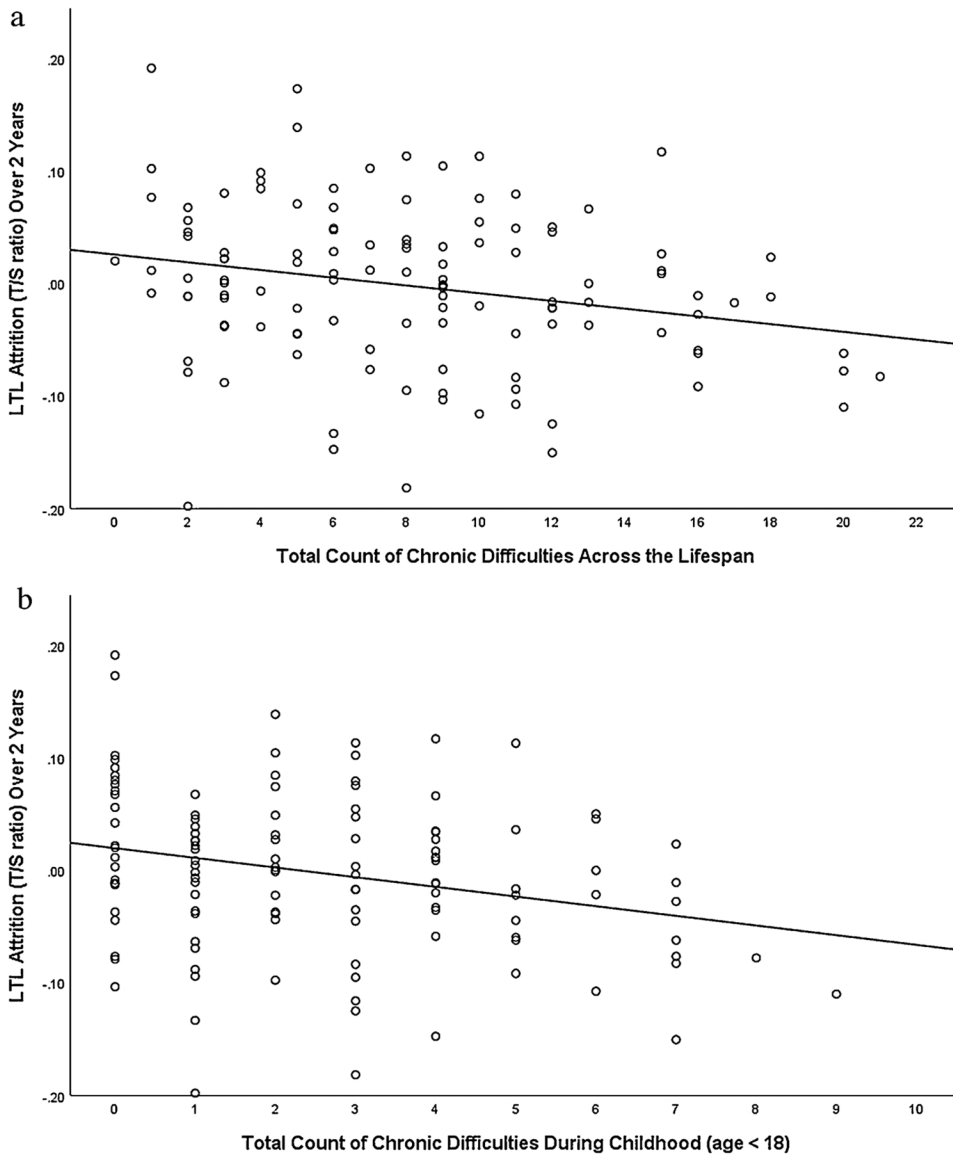 a
LTL Attrition (T/S ratio) Over 2 Years
.20
.10
.00
-.10
-.20
0 2 4 6 8 10 12 14 16 18 20 22
Total Count of Chronic Difficulties Across the Lifespan
b
LTL Attrition (T/S ratio) Over 2 Years
.20
.10
.00
-.10
-.20
0 1 2 3 4 5 6 7 8 9 10
Total Count of Chronic Difficulties During Childhood (age < 18)